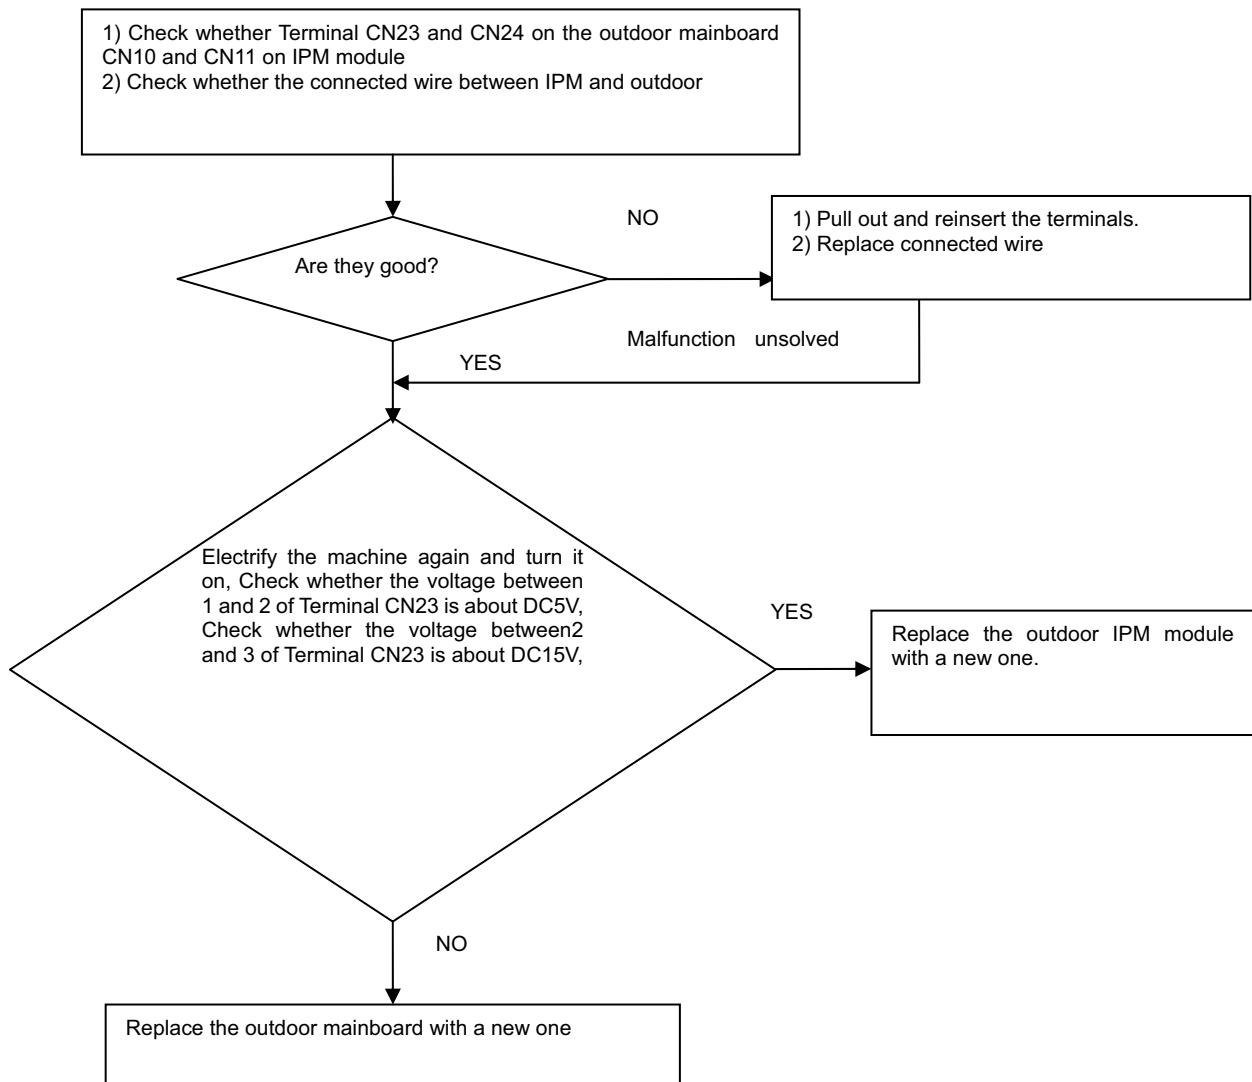 1) Check whether Terminal CN23 and CN24 on the outdoor mainboard
CN10 and CN11 on IPM module
2) Check whether the connected wire between IPM and outdoor
NO
1) Pull out and reinsert the terminals.
2) Replace connected wire
Are they good?
Malfunction unsolved
YES
Electrify the machine again and turn it
on, Check whether the voltage between
1 and 2 of Terminal CN23 is about DC5V,
Check whether the voltage between2
and 3 of Terminal CN23 is about DC15V,
YES
Replace the outdoor IPM module
with a new one.
NO
Replace the outdoor mainboard with a new one